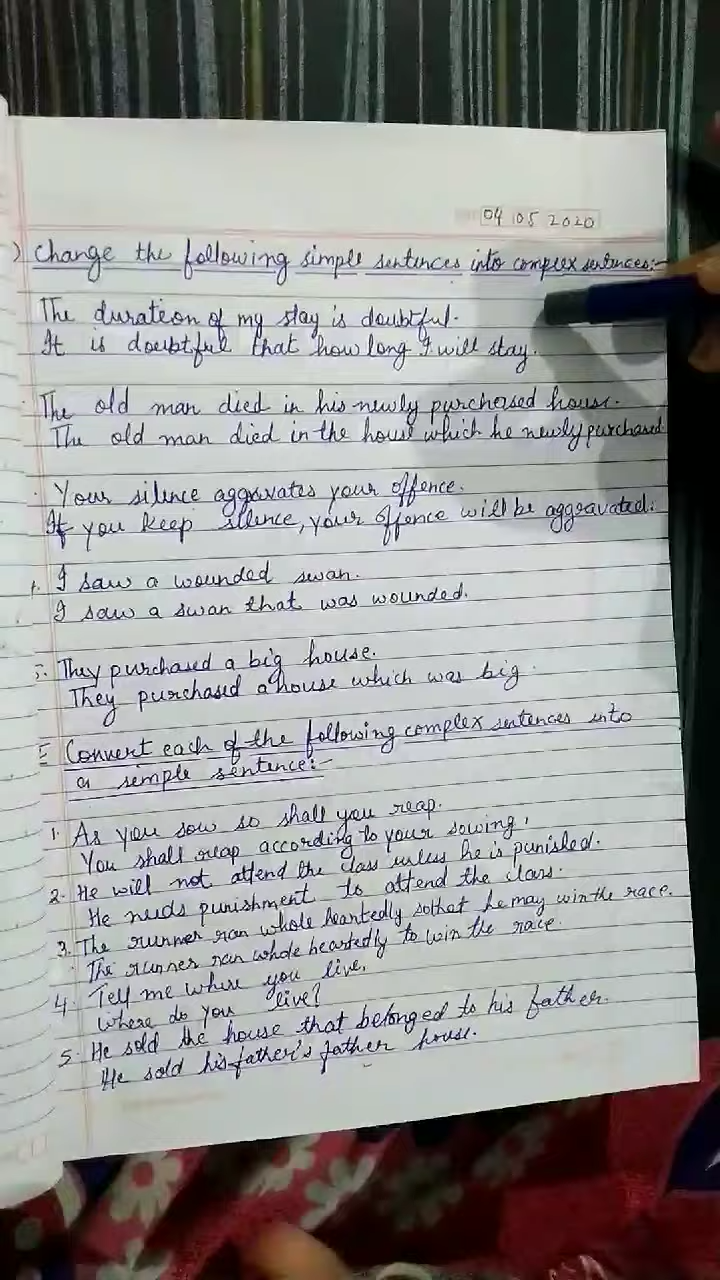 04 05 2020
) Change the following simple sentences into complex sentences:-
The duration of my stay is doubtful.
It is doubtful that how long I will stay.
The old man died in his newly purchased house.
The old man died in the house which he newly purchased
Your silence aggravates your offence.
If you keep silence, your offence will be aggravated.
I saw a wounded swan.
I saw a swan that was wounded.
5. They purchased a big house.
They purchased a house which was big.
Convert each of the following complex sentences into
a simple sentence:-
1. As you sow so shall you reap.
You shall reap according to your sowing.
2. He will not attend the class unless he is punished.
He needs punishment to attend the class.
3. The runner ran whole heartedly so that he may win the race.
The runner ran whole heartedly to win the race.
4. Tell me where you live.
Where do you live?
5. He sold the house that belonged to his father.
He sold his father's father house.